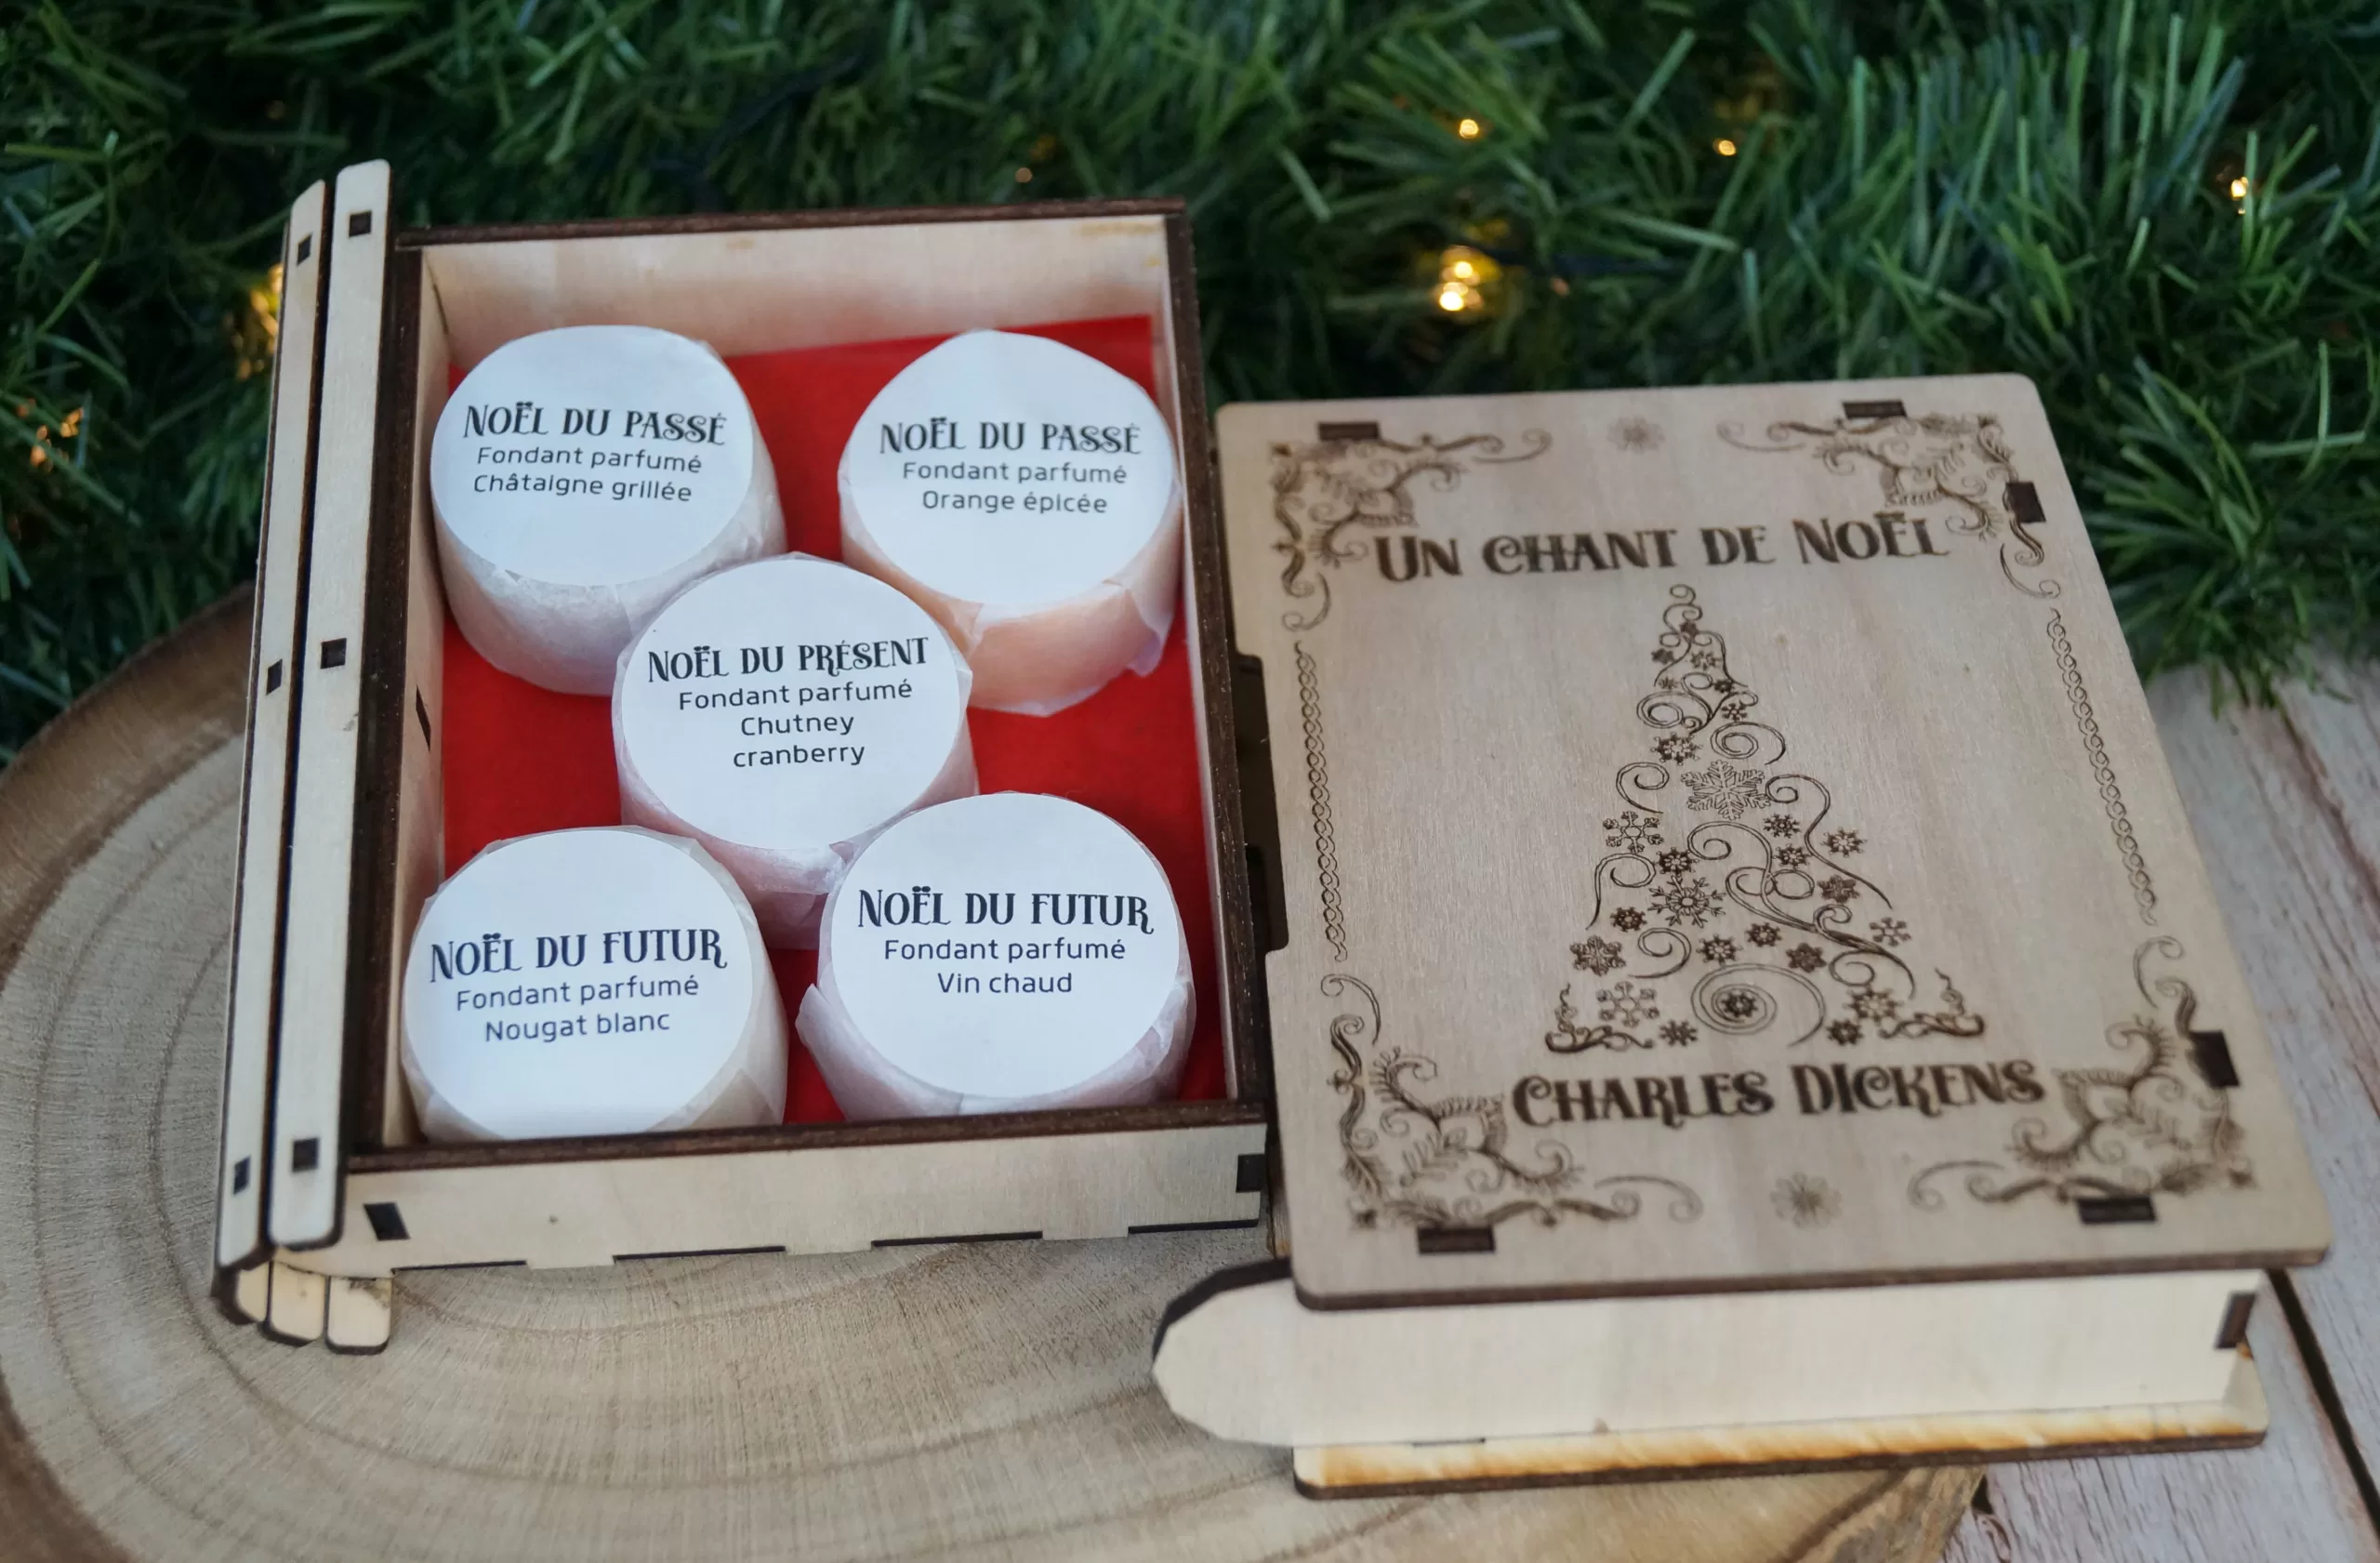 NOËL DU PASSÉ
Fondant parfumé
Châtaigne grillée
NOËL DU PASSÉ
Fondant parfumé
Orange épicée
NOËL DU PRÉSENT
Fondant parfumé
Chutney
cranberry
NOËL DU FUTUR
Fondant parfumé
Nougat blanc
NOËL DU FUTUR
Fondant parfumé
Vin chaud
UN CHANT DE NOËL
CHARLES DICKENS